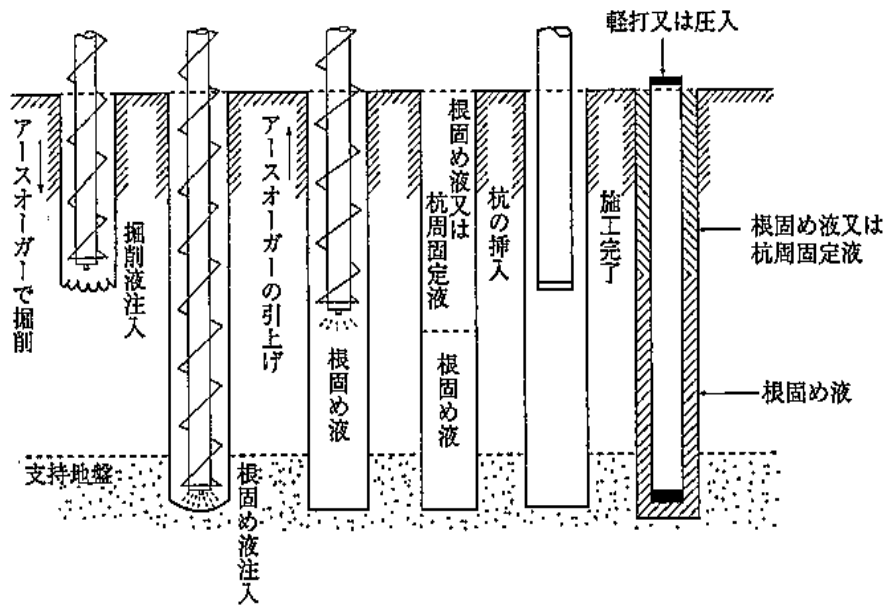 軽打又は圧入
アースオーガーで掘削
掘削液注入
アースオーガーの引上げ
根固め液
根固め液又は
杭周固定液
根固め液
杭の挿入
施工完了
根固め液又は
杭周固定液
根固め液
支持地盤
根固め液注入